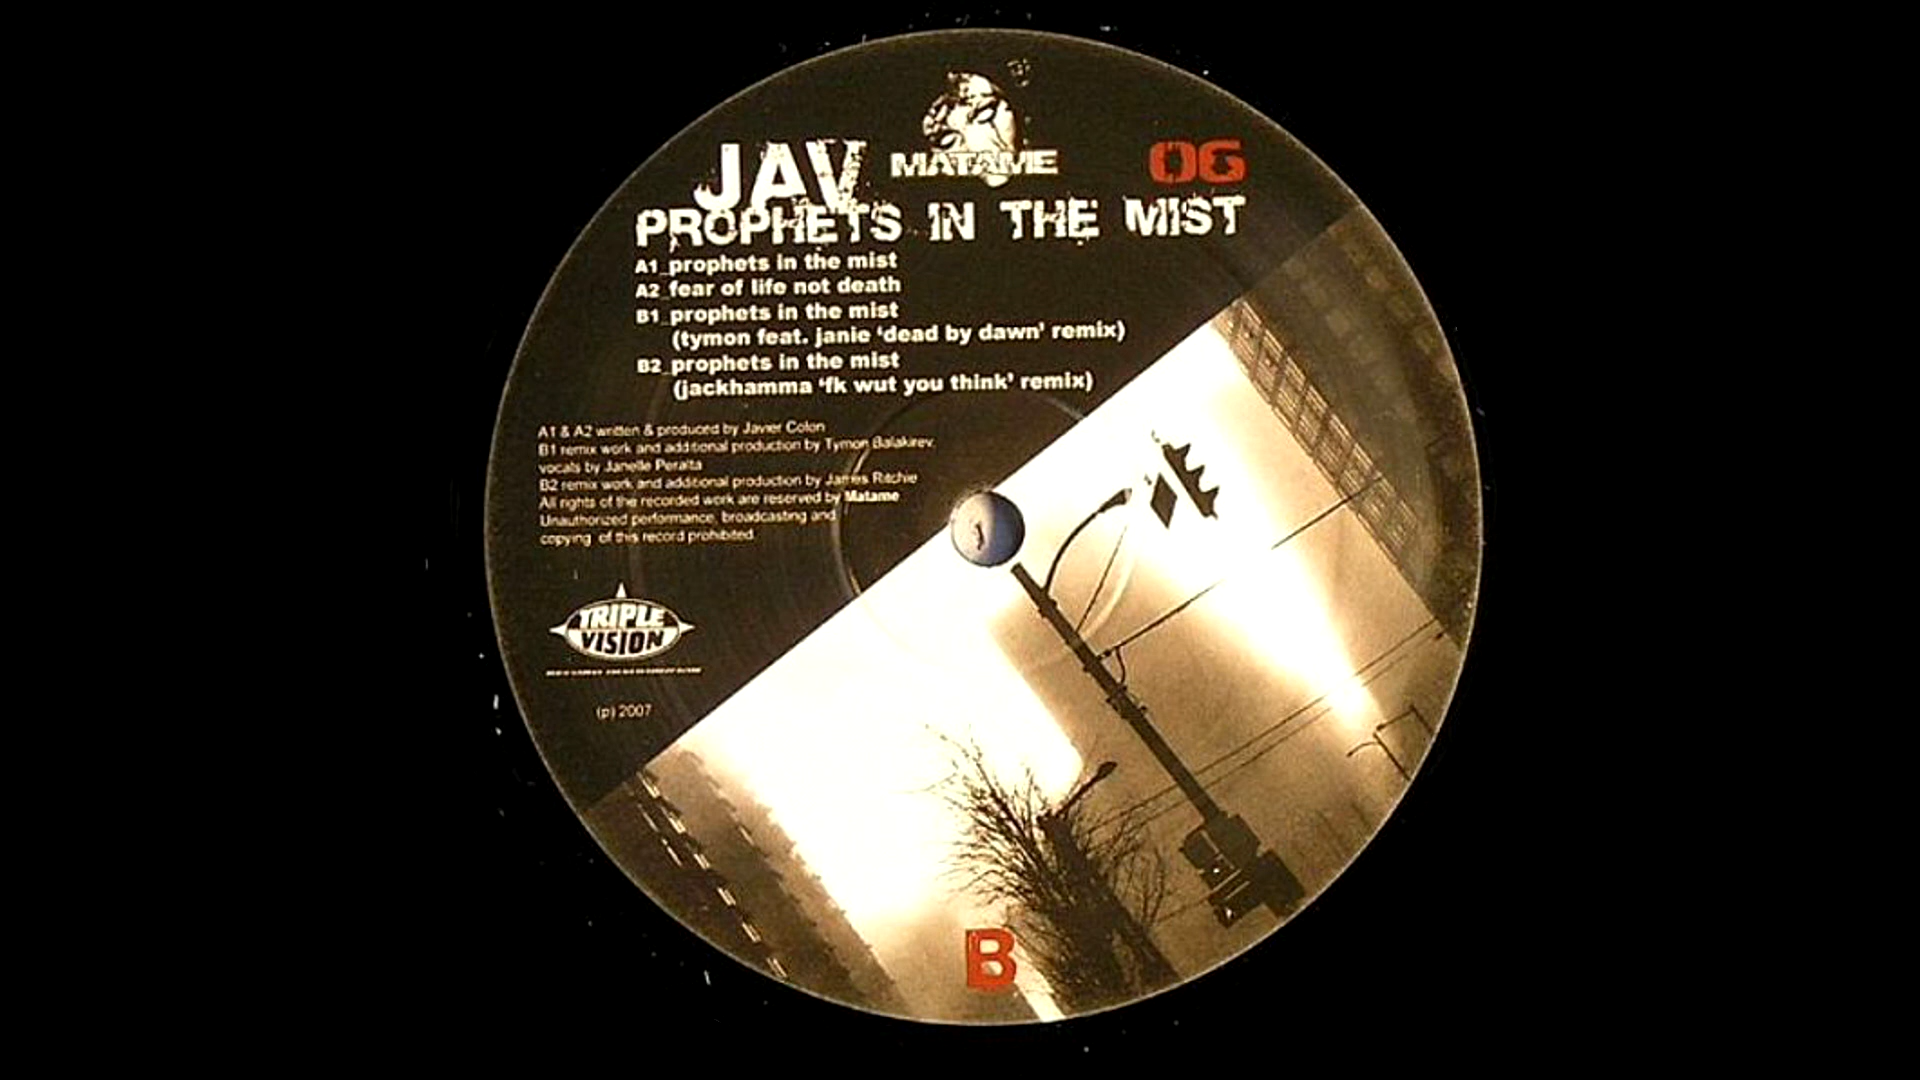 MATAME
JAV
06
PROPHETS IN THE MIST
A1_prophets in the mist
A2_fear of life not death
B1_prophets in the mist
(tymon feat. janie ‘dead by dawn’ remix)
B2_prophets in the mist
(jackhamma ‘fk wut you think’ remix)
A1 & A2 written & produced by Javier Colon
B1 remix work and additional production by Tymon Balakirev.
vocals by Janelle Peralta
B2 remix work and additional production by James Ritchie
All rights of the recorded work are reserved by Matame
Unauthorized performance, broadcasting and
copying of this record prohibited.
TRIPLE
VISION
(p) 2007
B